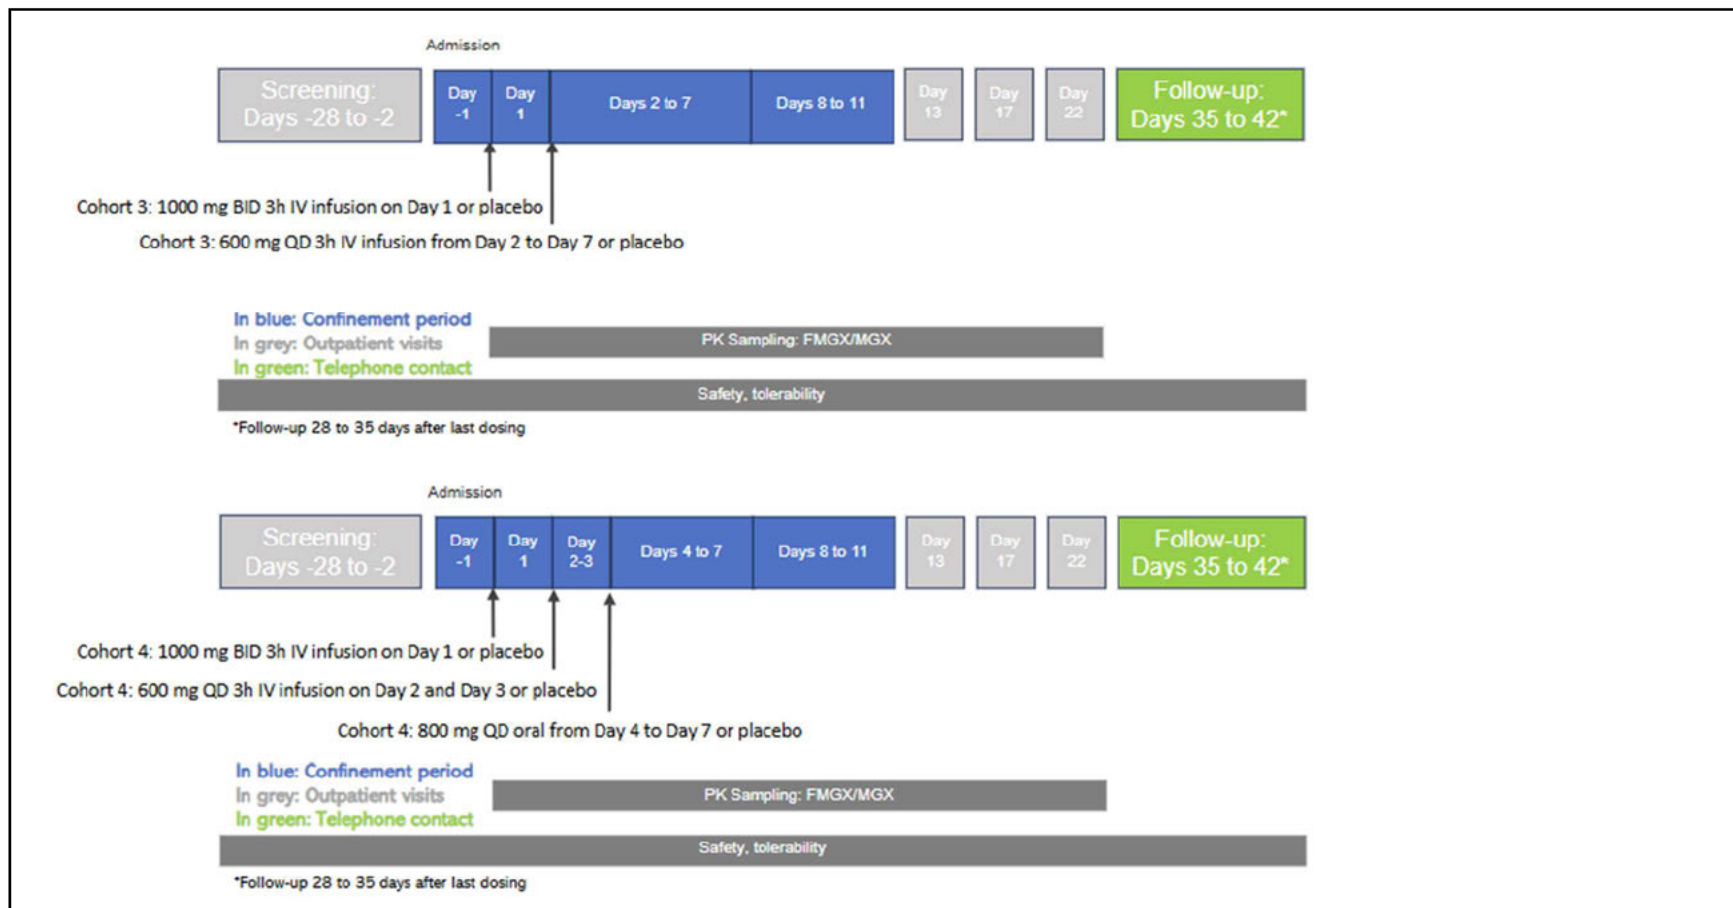 Admission
Screening:
Days -28 to -2
Day
-1
Day
1
Days 2 to 7
Days 8 to 11
Day
13
Day
17
Day
22
Follow-up:
Days 35 to 42*
Cohort 3: 1000 mg BID 3h IV infusion on Day 1 or placebo
Cohort 3: 600 mg QD 3h IV infusion from Day 2 to Day 7 or placebo
In blue: Confinement period
In grey: Outpatient visits
In green: Telephone contact
PK Sampling: FMGX/MGX
Safety, tolerability
*Follow-up 28 to 35 days after last dosing
Admission
Screening:
Days -28 to -2
Day
-1
Day
1
Day
2-3
Days 4 to 7
Days 8 to 11
Day
13
Day
17
Day
22
Follow-up:
Days 35 to 42*
Cohort 4: 1000 mg BID 3h IV infusion on Day 1 or placebo
Cohort 4: 600 mg QD 3h IV infusion on Day 2 and Day 3 or placebo
Cohort 4: 800 mg QD oral from Day 4 to Day 7 or placebo
In blue: Confinement period
In grey: Outpatient visits
In green: Telephone contact
PK Sampling: FMGX/MGX
Safety, tolerability
*Follow-up 28 to 35 days after last dosing